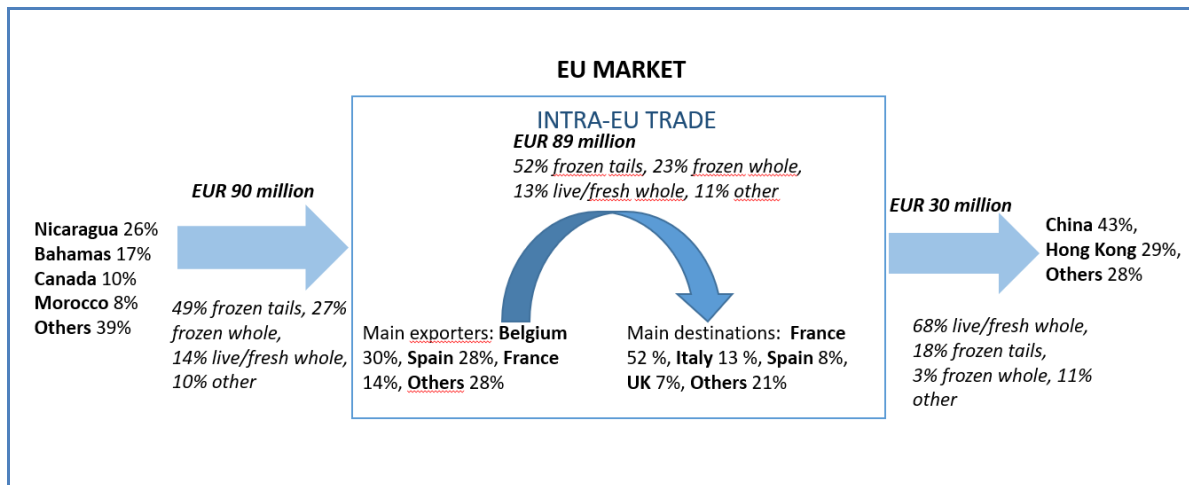 EU MARKET
INTRA-EU TRADE
EUR 89 million
52% frozen tails, 23% frozen whole,
13% live/fresh whole, 11% other
EUR 90 million
Nicaragua 26%
Bahamas 17%
Canada 10%
Morocco 8%
Others 39%
49% frozen tails, 27%
frozen whole,
14% live/fresh whole,
10% other
Main exporters: Belgium
30%, Spain 28%, France
14%, Others 28%
Main destinations: France
52 %, Italy 13 %, Spain 8%,
UK 7%, Others 21%
EUR 30 million
China 43%,
Hong Kong 29%,
Others 28%
68% live/fresh whole,
18% frozen tails,
3% frozen whole, 11%
other